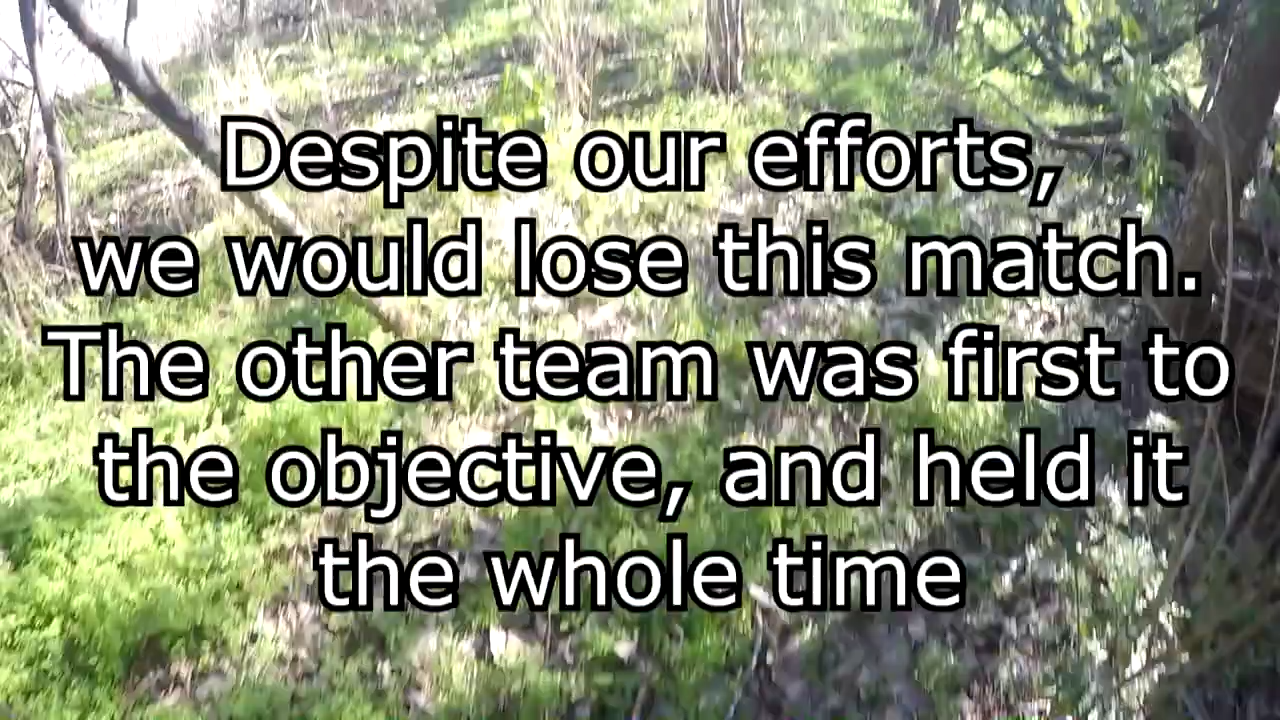 Despite our efforts,
we would lose this match.
The other team was first to
the objective, and held it
the whole time